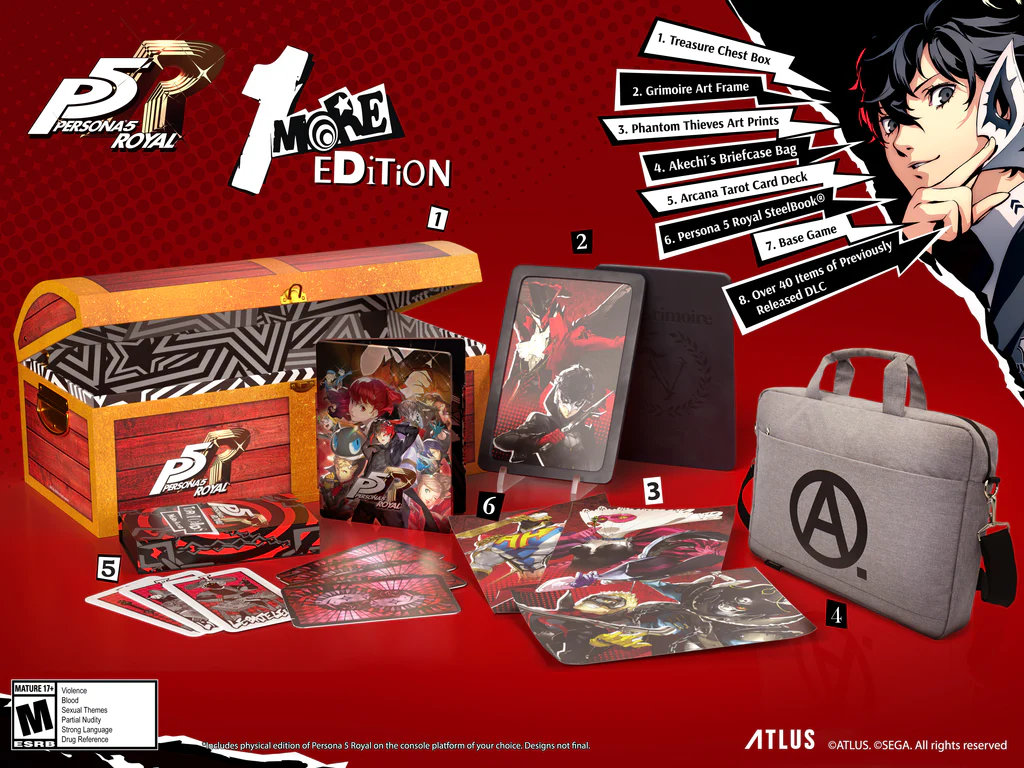 P5R
PERSONA5
ROYAL
1
MORE
EDiTiON
1. Treasure Chest Box
2. Grimoire Art Frame
3. Phantom Thieves Art Prints
4. Akechi´s Briefcase Bag
5. Arcana Tarot Card Deck
6. Persona 5 Royal SteelBook®
7. Base Game
8. Over 40 Items of Previously
Released DLC
1
2
Grimoire
V
P5R
PERSONA5
ROYAL
P5R
PERSONA5
ROYAL
6
3
A.
5
4
MATURE 17+
M
ESRB
Violence
Blood
Sexual Themes
Partial Nudity
Strong Language
Drug Reference
*Includes physical edition of Persona 5 Royal on the console platform of your choice. Designs not final.
ATLUS
©ATLUS. ©SEGA. All rights reserved